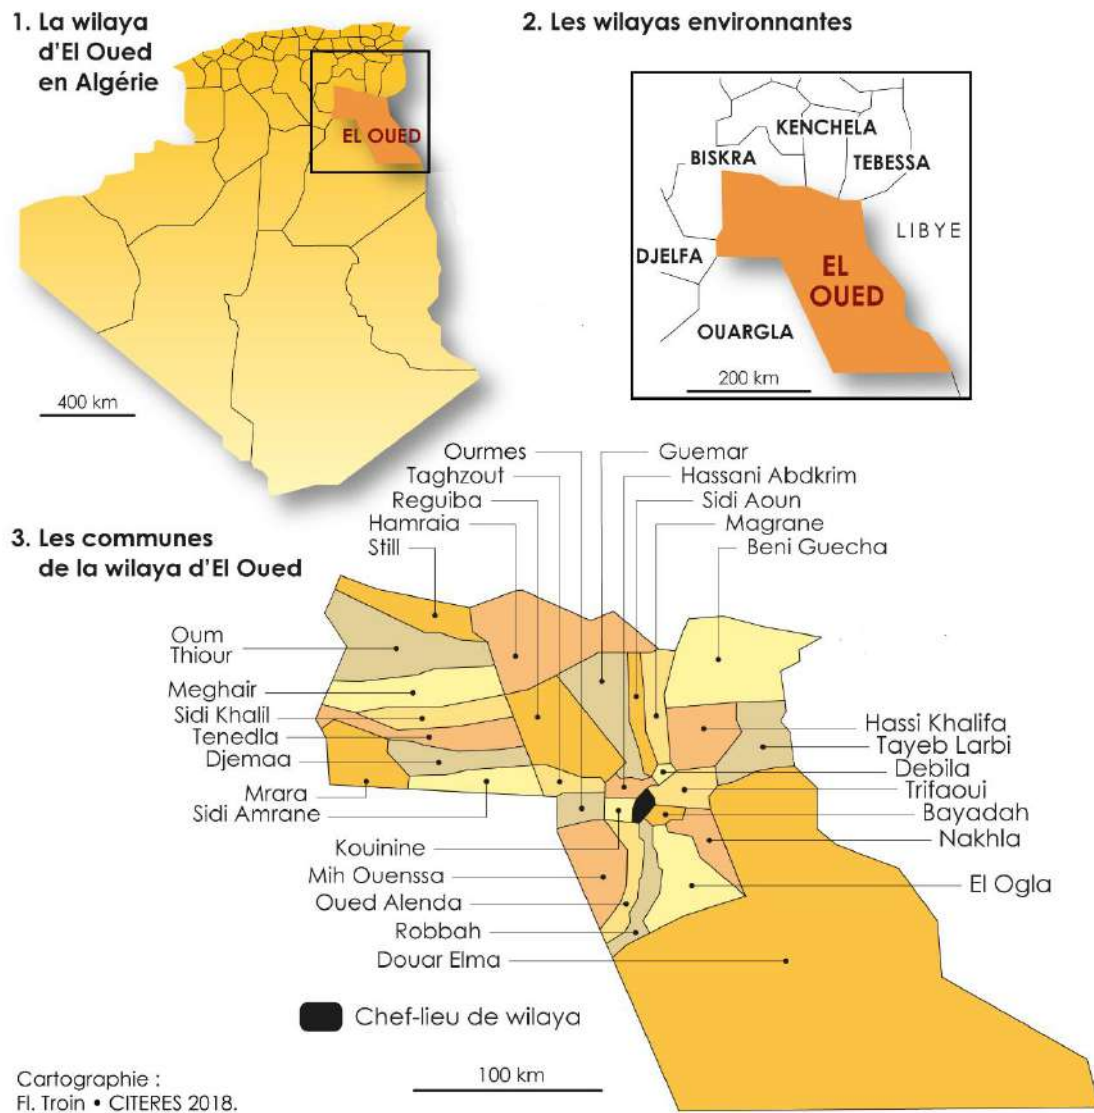 1. La wilaya
d'El Oued
en Algérie
EL OUED
400 km
2. Les wilayas environnantes
KENCHELA
BISKRA
TEBESSA
LIBYE
DJELFA
EL
OUED
OUARGLA
200 km
3. Les communes
de la wilaya d'El Oued
Ourmes
Taghzout
Reguiba
Hamraia
Still
Guemar
Hassani Abdkrim
Sidi Aoun
Magrane
Beni Guecha
Oum
Thiour
Meghair
Sidi Khalil
Tenedla
Djemaa
Mrara
Sidi Amrane
Hassi Khalifa
Tayeb Larbi
Debila
Trifaoui
Bayadah
Nakhla
El Ogla
Kouinine
Mih Ouenssa
Oued Alenda
Robbah
Douar Elma
Chef-lieu de wilaya
100 km
Cartographie :
Fl. Troin • CITERES 2018.